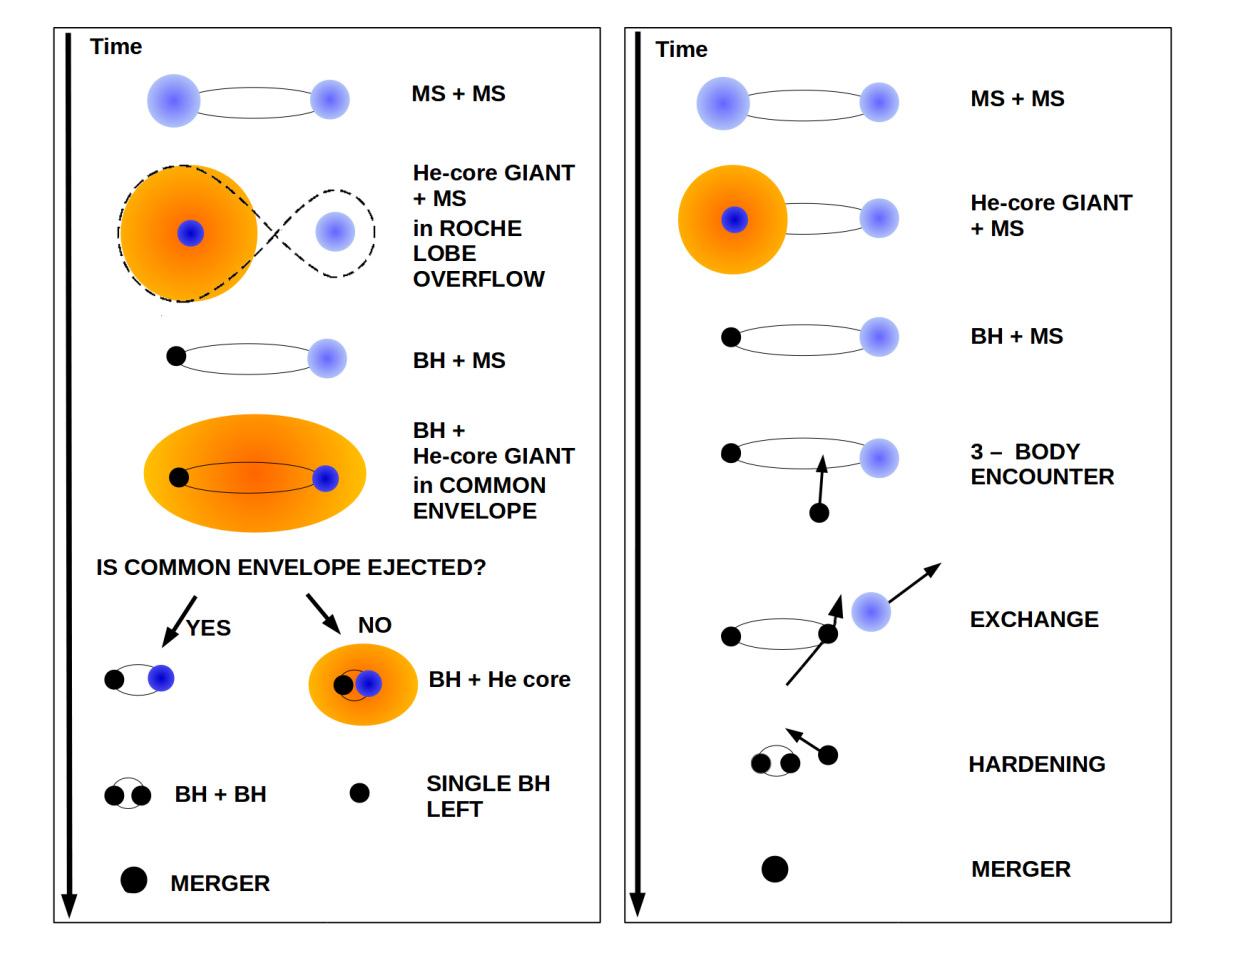 Time
MS + MS
He-core GIANT
+ MS
in ROCHE
LOBE
OVERFLOW
BH + MS
BH +
He-core GIANT
in COMMON
ENVELOPE
IS COMMON ENVELOPE EJECTED?
YES
NO
BH + He core
BH + BH
SINGLE BH
LEFT
MERGER
Time
MS + MS
He-core GIANT
+ MS
BH + MS
3 – BODY
ENCOUNTER
EXCHANGE
HARDENING
MERGER